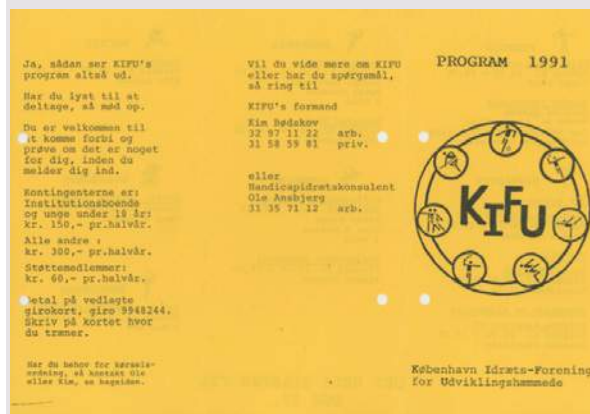 Ja, sådan ser KIFU's
program altså ud.
Har du lyst til at
deltage, så mød op.
Du er velkommen til
at komme forbi og
prøve om det er noget
for dig, inden du
melder dig ind.
Kontingenterne er:
Institutionsboende
og unge under 18 år:
kr. 150,- pr.halvår.
Alle andre :
kr. 300,- pr.halvår.
Støttemedlemmer:
kr. 60,- pr.halvår.
Betal på vedlagte
girokort, giro 9948244.
Skriv på kortet hvor
du træner.
Har du behov for kørsels-
ordning, så kontakt Ole
eller Kim, se bagsiden.
Vil du vide mere om KIFU
eller har du spørgsmål,
så ring til
KIFU's formand
Kim Bødskov
32 97 11 22 arb.
31 58 59 81 priv.
eller
Handicapidrætskonsulent
Ole Ansbjerg
31 35 71 12 arb.
PROGRAM 1991
KIFU
København Idræts-Forening
for Udviklingshæmmede